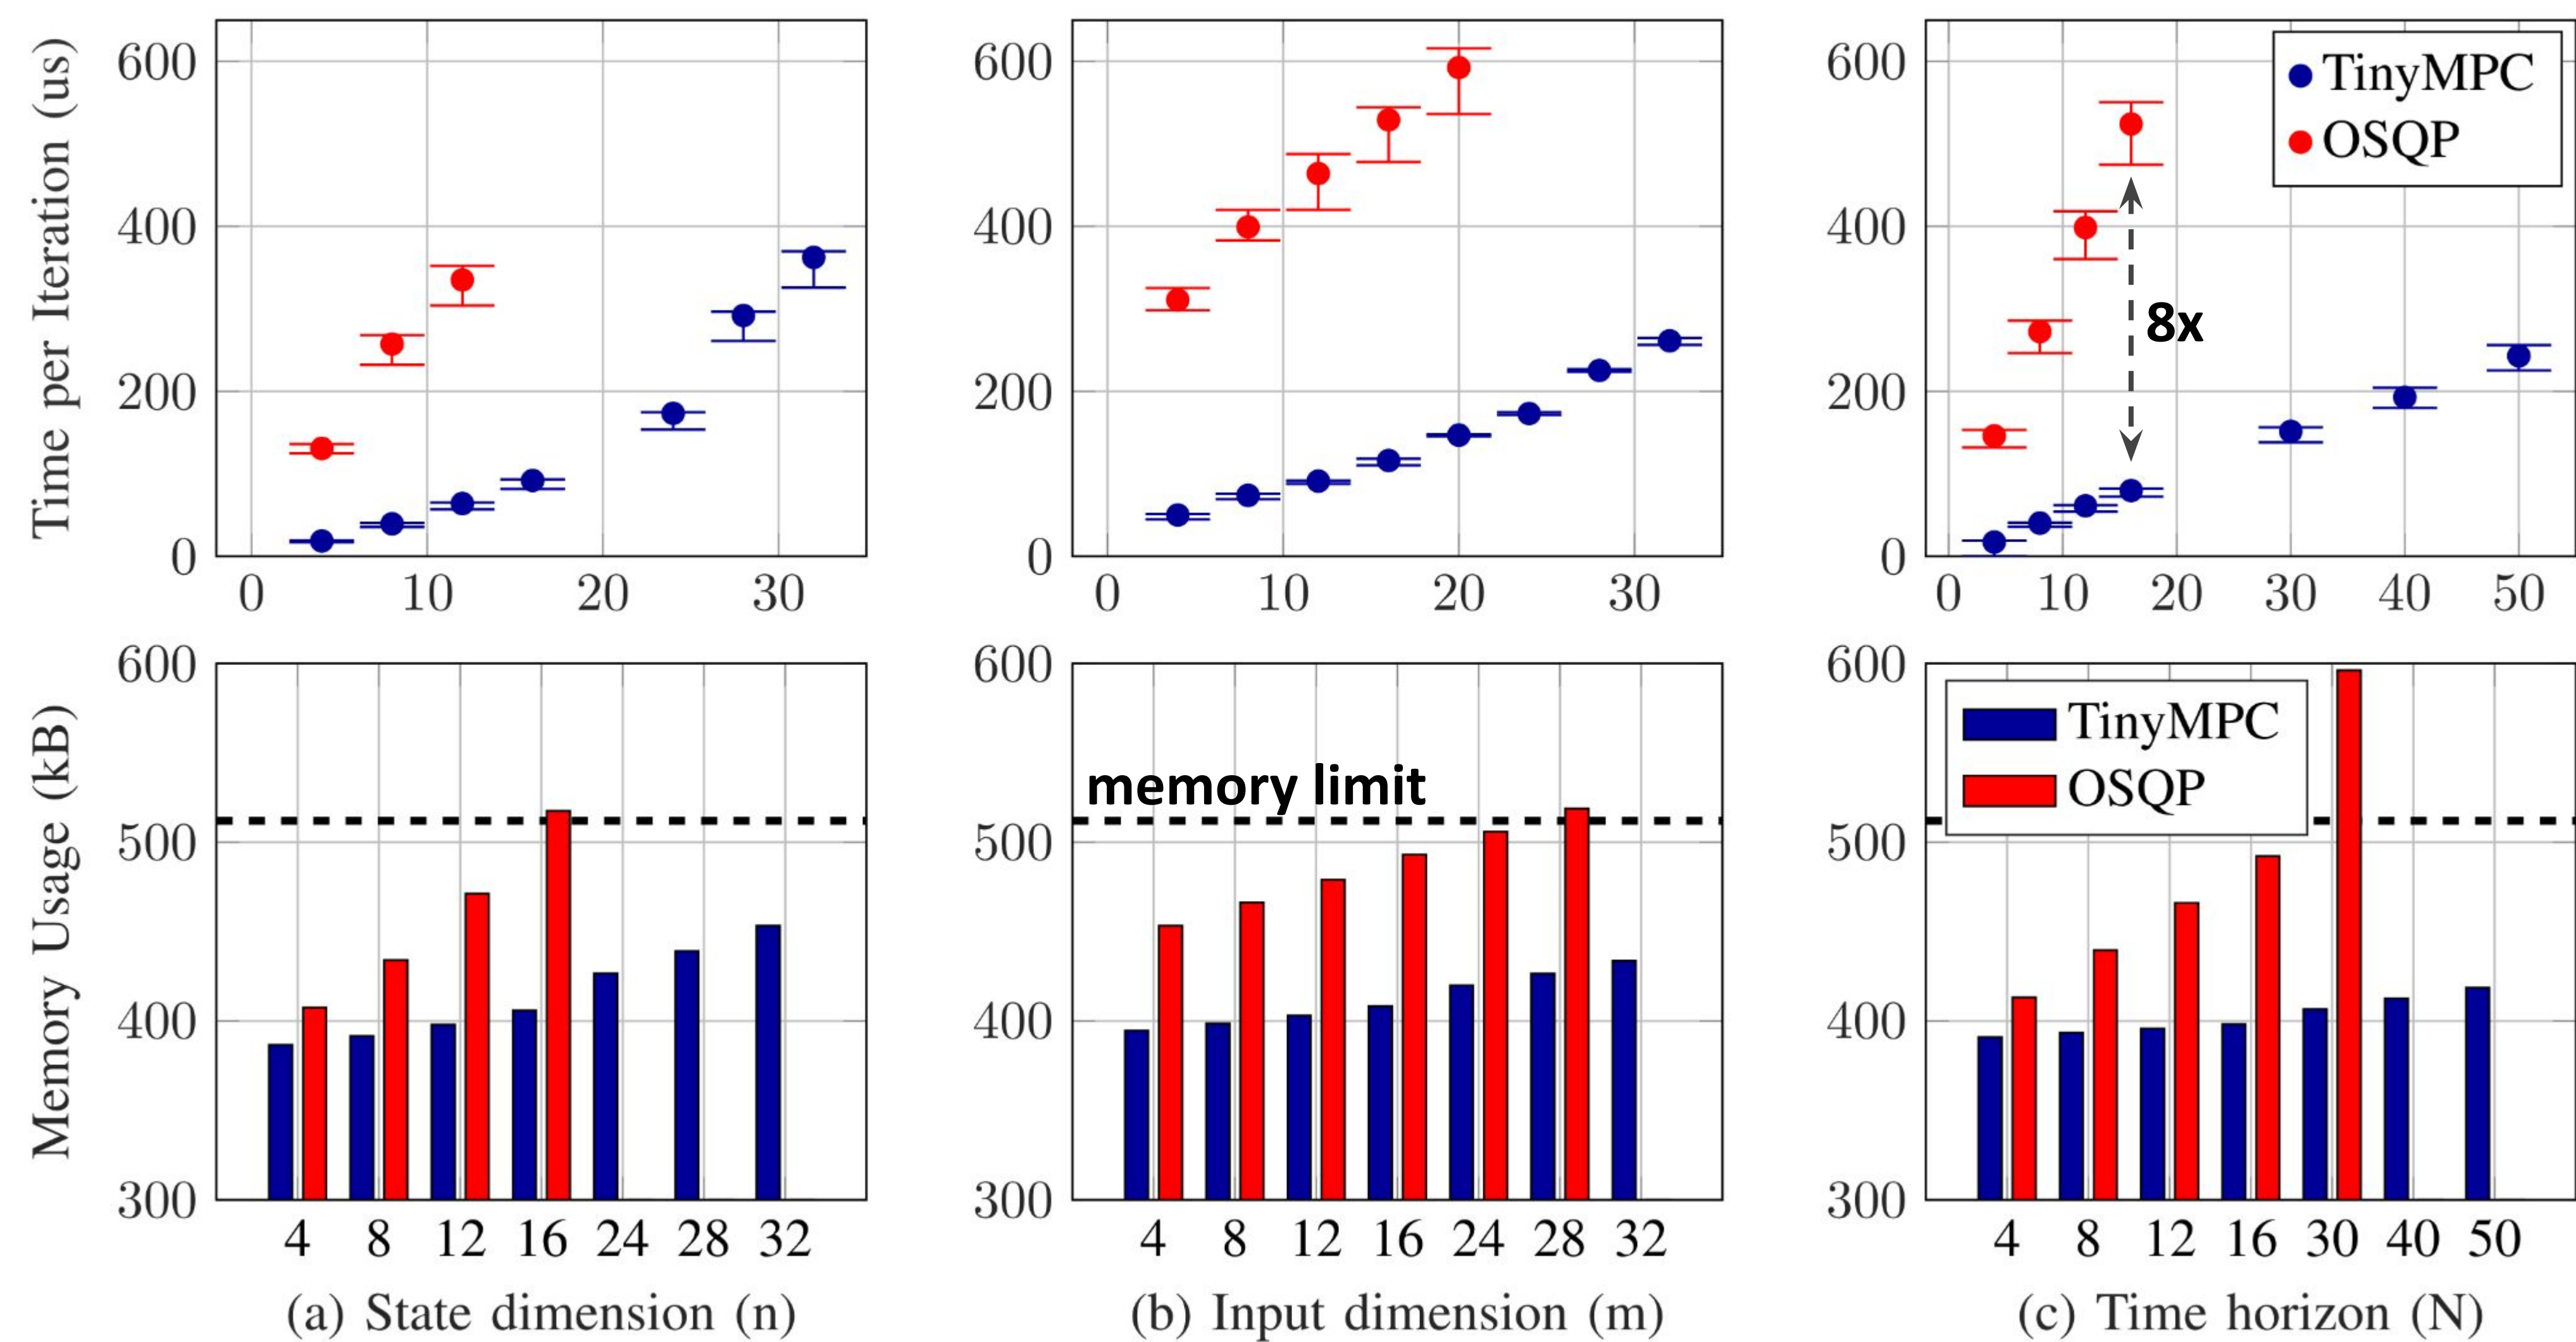 Time per Iteration (us)
600
400
200
0
0 10 20 30
600
400
200
0
0 10 20 30
600
400
200
0
0 10 20 30 40 50
TinyMPC
OSQP
8x
Memory Usage (kB)
600
500
400
300
4 8 12 16 24 28 32
(a) State dimension (n)
600
500
400
300
memory limit
4 8 12 16 24 28 32
(b) Input dimension (m)
600
500
400
300
TinyMPC
OSQP
4 8 12 16 30 40 50
(c) Time horizon (N)